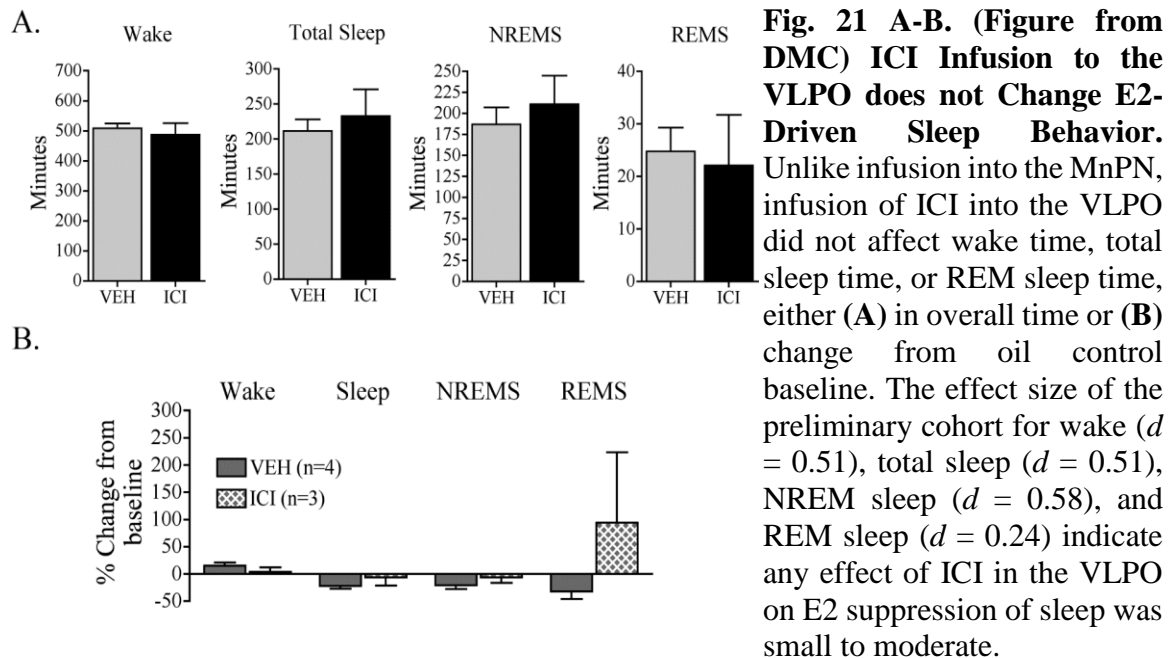 A.
Wake
Total Sleep
NREMS
REMS
Minutes
700
600
500
400
300
200
100
0
VEH
ICI
Minutes
300
250
200
150
100
50
0
VEH
ICI
Minutes
250
225
200
175
150
125
100
75
50
25
0
VEH
ICI
Minutes
40
30
20
10
0
VEH
ICI
B.
Wake
Sleep
NREMS
REMS
% Change from
baseline
300
250
200
150
100
50
0
-50
VEH (n=4)
ICI (n=3)
Fig. 21 A-B. (Figure from
DMC) ICI Infusion to the
VLPO does not Change E2-
Driven Sleep Behavior.
Unlike infusion into the MnPN,
infusion of ICI into the VLPO
did not affect wake time, total
sleep time, or REM sleep time,
either (A) in overall time or (B)
change from oil control
baseline. The effect size of the
preliminary cohort for wake (d
= 0.51), total sleep (d = 0.51),
NREM sleep (d = 0.58), and
REM sleep (d = 0.24) indicate
any effect of ICI in the VLPO
on E2 suppression of sleep was
small to moderate.